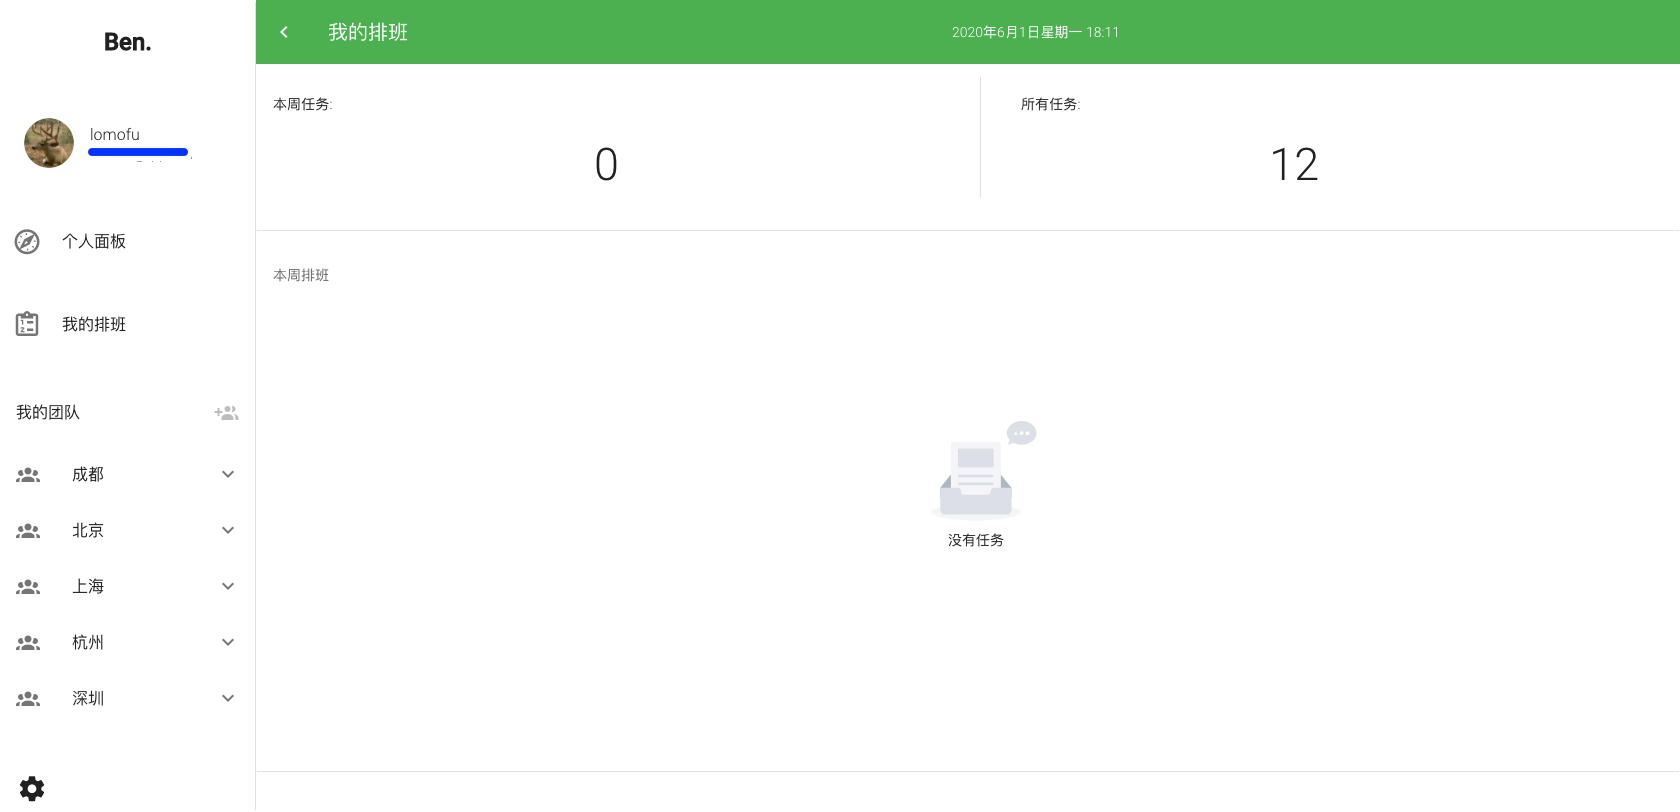 Ben.
lomofu
个人面板
我的排班
我的团队
成都
北京
上海
杭州
深圳
我的排班
2020年6月1日星期一 18:11
本周任务:
0
所有任务:
12
本周排班
没有任务